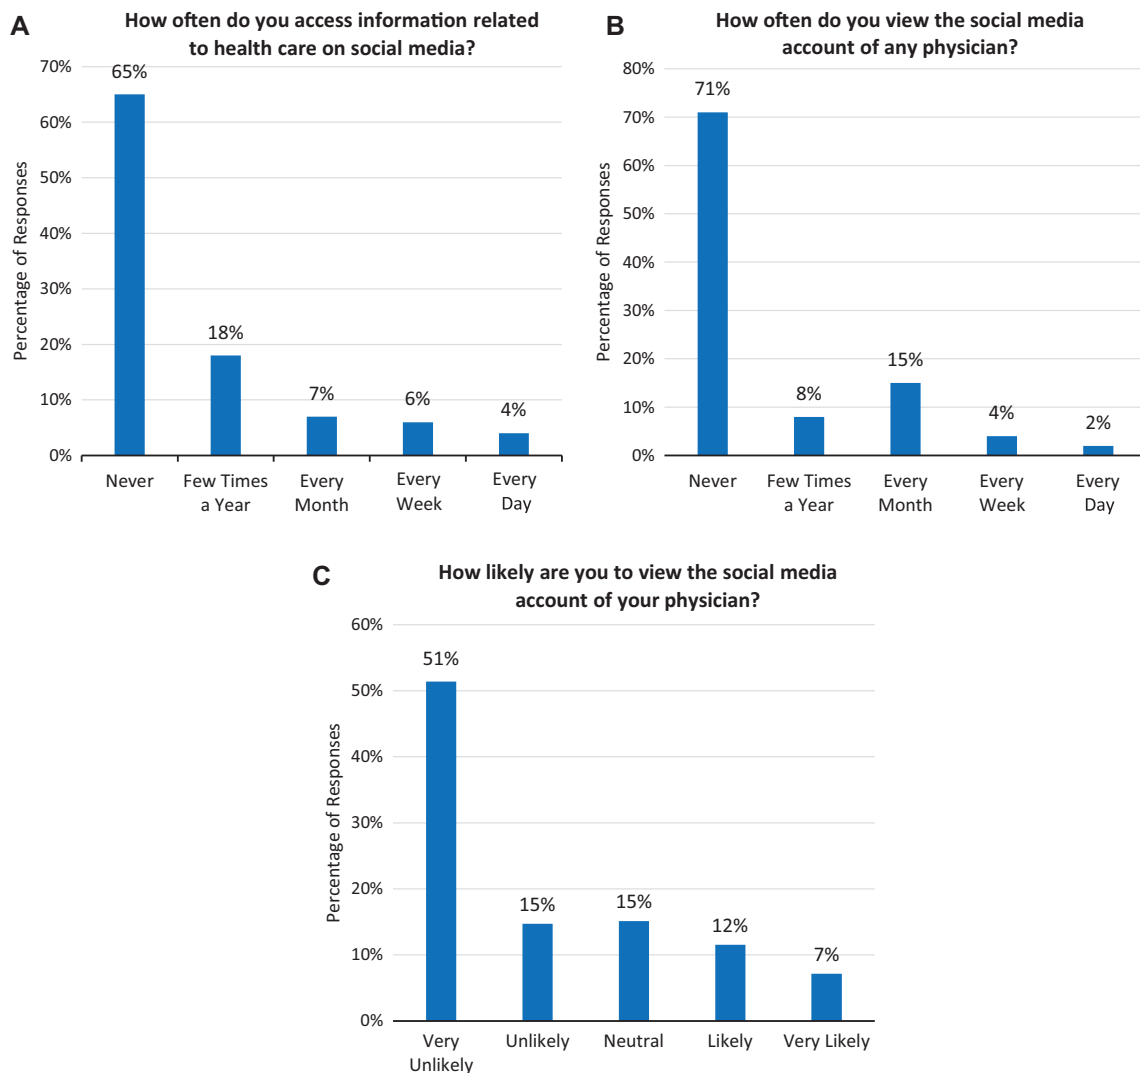 A
How often do you access information related
to health care on social media?
70%
60%
50%
40%
30%
20%
10%
0%
Percentage of Responses
65%
18%
7%
6%
4%
Never
Few Times
a Year
Every
Month
Every
Week
Every
Day
B
How often do you view the social media
account of any physician?
80%
70%
60%
50%
40%
30%
20%
10%
0%
Percentage of Responses
71%
8%
15%
4%
2%
Never
Few Times
a Year
Every
Month
Every
Week
Every
Day
C
How likely are you to view the social media
account of your physician?
60%
50%
40%
30%
20%
10%
0%
Percentage of Responses
51%
15%
15%
12%
7%
Very
Unlikely
Unlikely
Neutral
Likely
Very Likely